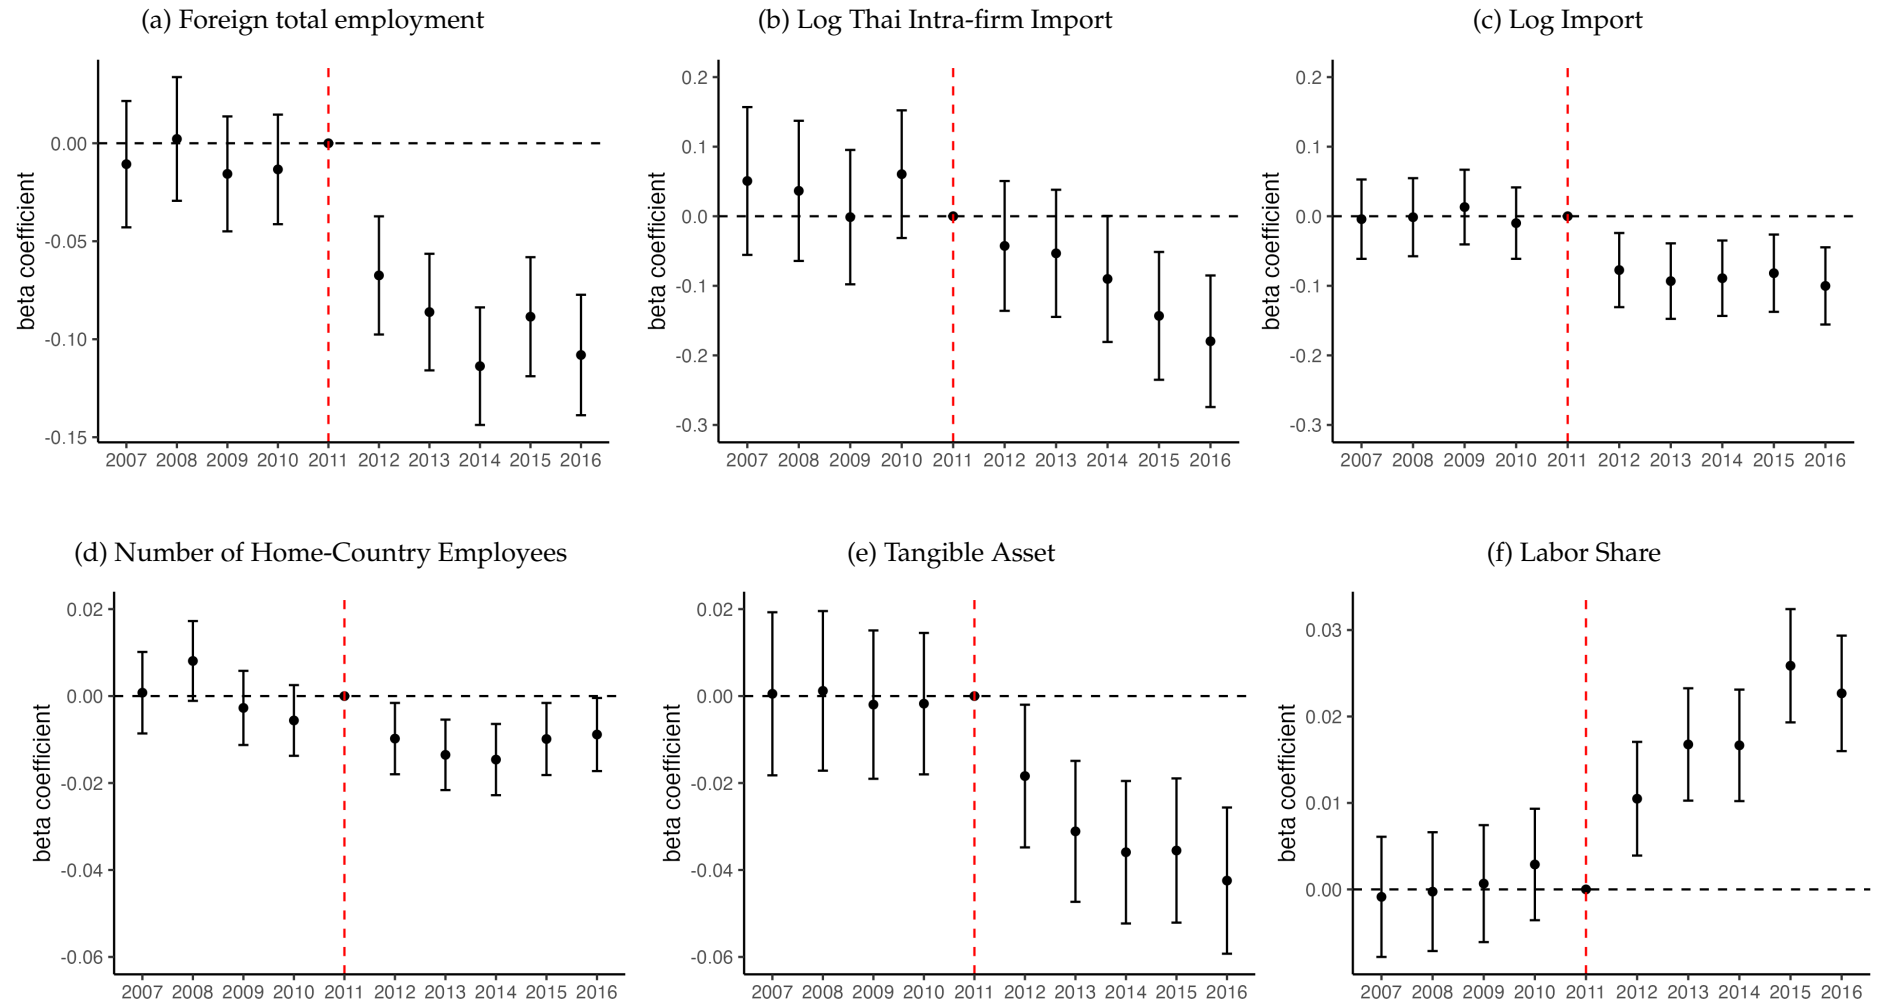 (a) Foreign total employment
beta coefficient
0.00
-0.05
-0.10
-0.15
2007 2008 2009 2010 2011 2012 2013 2014 2015 2016
(b) Log Thai Intra-firm Import
beta coefficient
0.2
0.1
0.0
-0.1
-0.2
-0.3
2007 2008 2009 2010 2011 2012 2013 2014 2015 2016
(c) Log Import
beta coefficient
0.2
0.1
0.0
-0.1
-0.2
-0.3
2007 2008 2009 2010 2011 2012 2013 2014 2015 2016
(d) Number of Home-Country Employees
beta coefficient
0.02
0.00
-0.02
-0.04
-0.06
2007 2008 2009 2010 2011 2012 2013 2014 2015 2016
(e) Tangible Asset
beta coefficient
0.02
0.00
-0.02
-0.04
-0.06
2007 2008 2009 2010 2011 2012 2013 2014 2015 2016
(f) Labor Share
beta coefficient
0.03
0.02
0.01
0.00
2007 2008 2009 2010 2011 2012 2013 2014 2015 2016